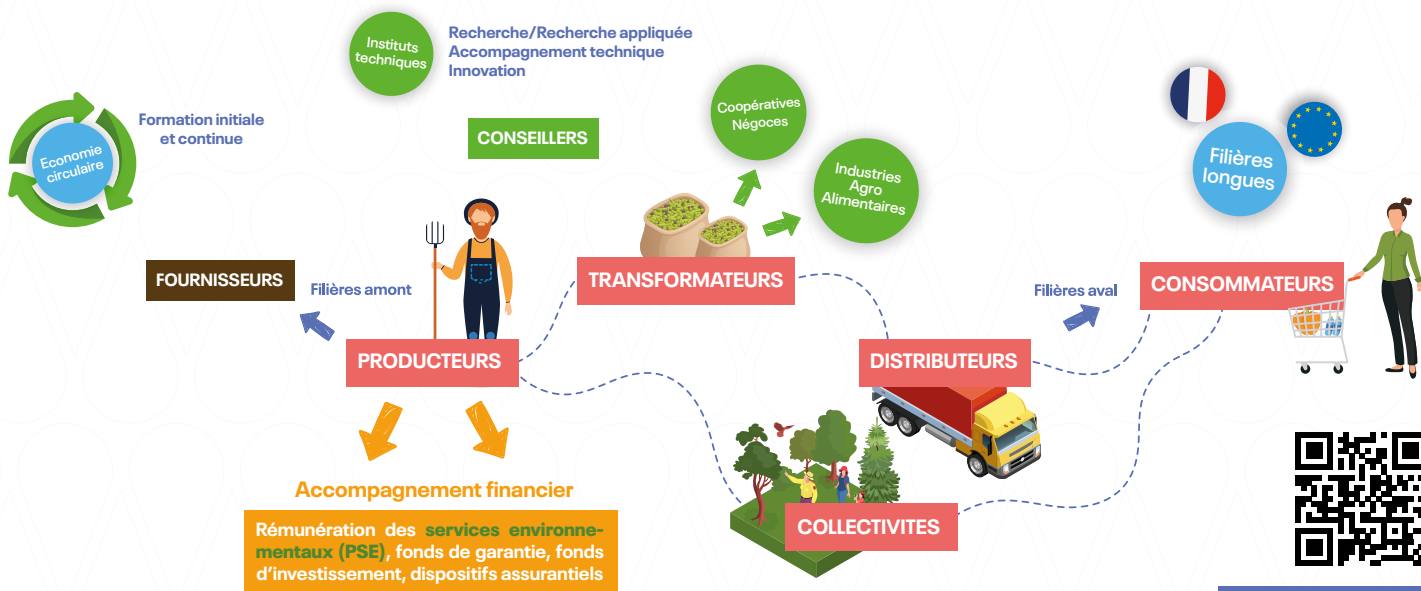 Instituts
techniques
Recherche/Recherche appliquée
Accompagnement technique
Innovation
Economie
circulaire
Formation initiale
et continue
CONSEILLERS
Coopératives
Négoces
Industries
Agro
Alimentaires
Filières
longues
FOURNISSEURS
Filières amont
TRANSFORMATEURS
Filières aval
CONSOMMATEURS
PRODUCTEURS
DISTRIBUTEURS
Accompagnement financier
Rémunération des services environne-
mentaux (PSE), fonds de garantie, fonds
d'investissement, dispositifs assurantiels
COLLECTIVITES